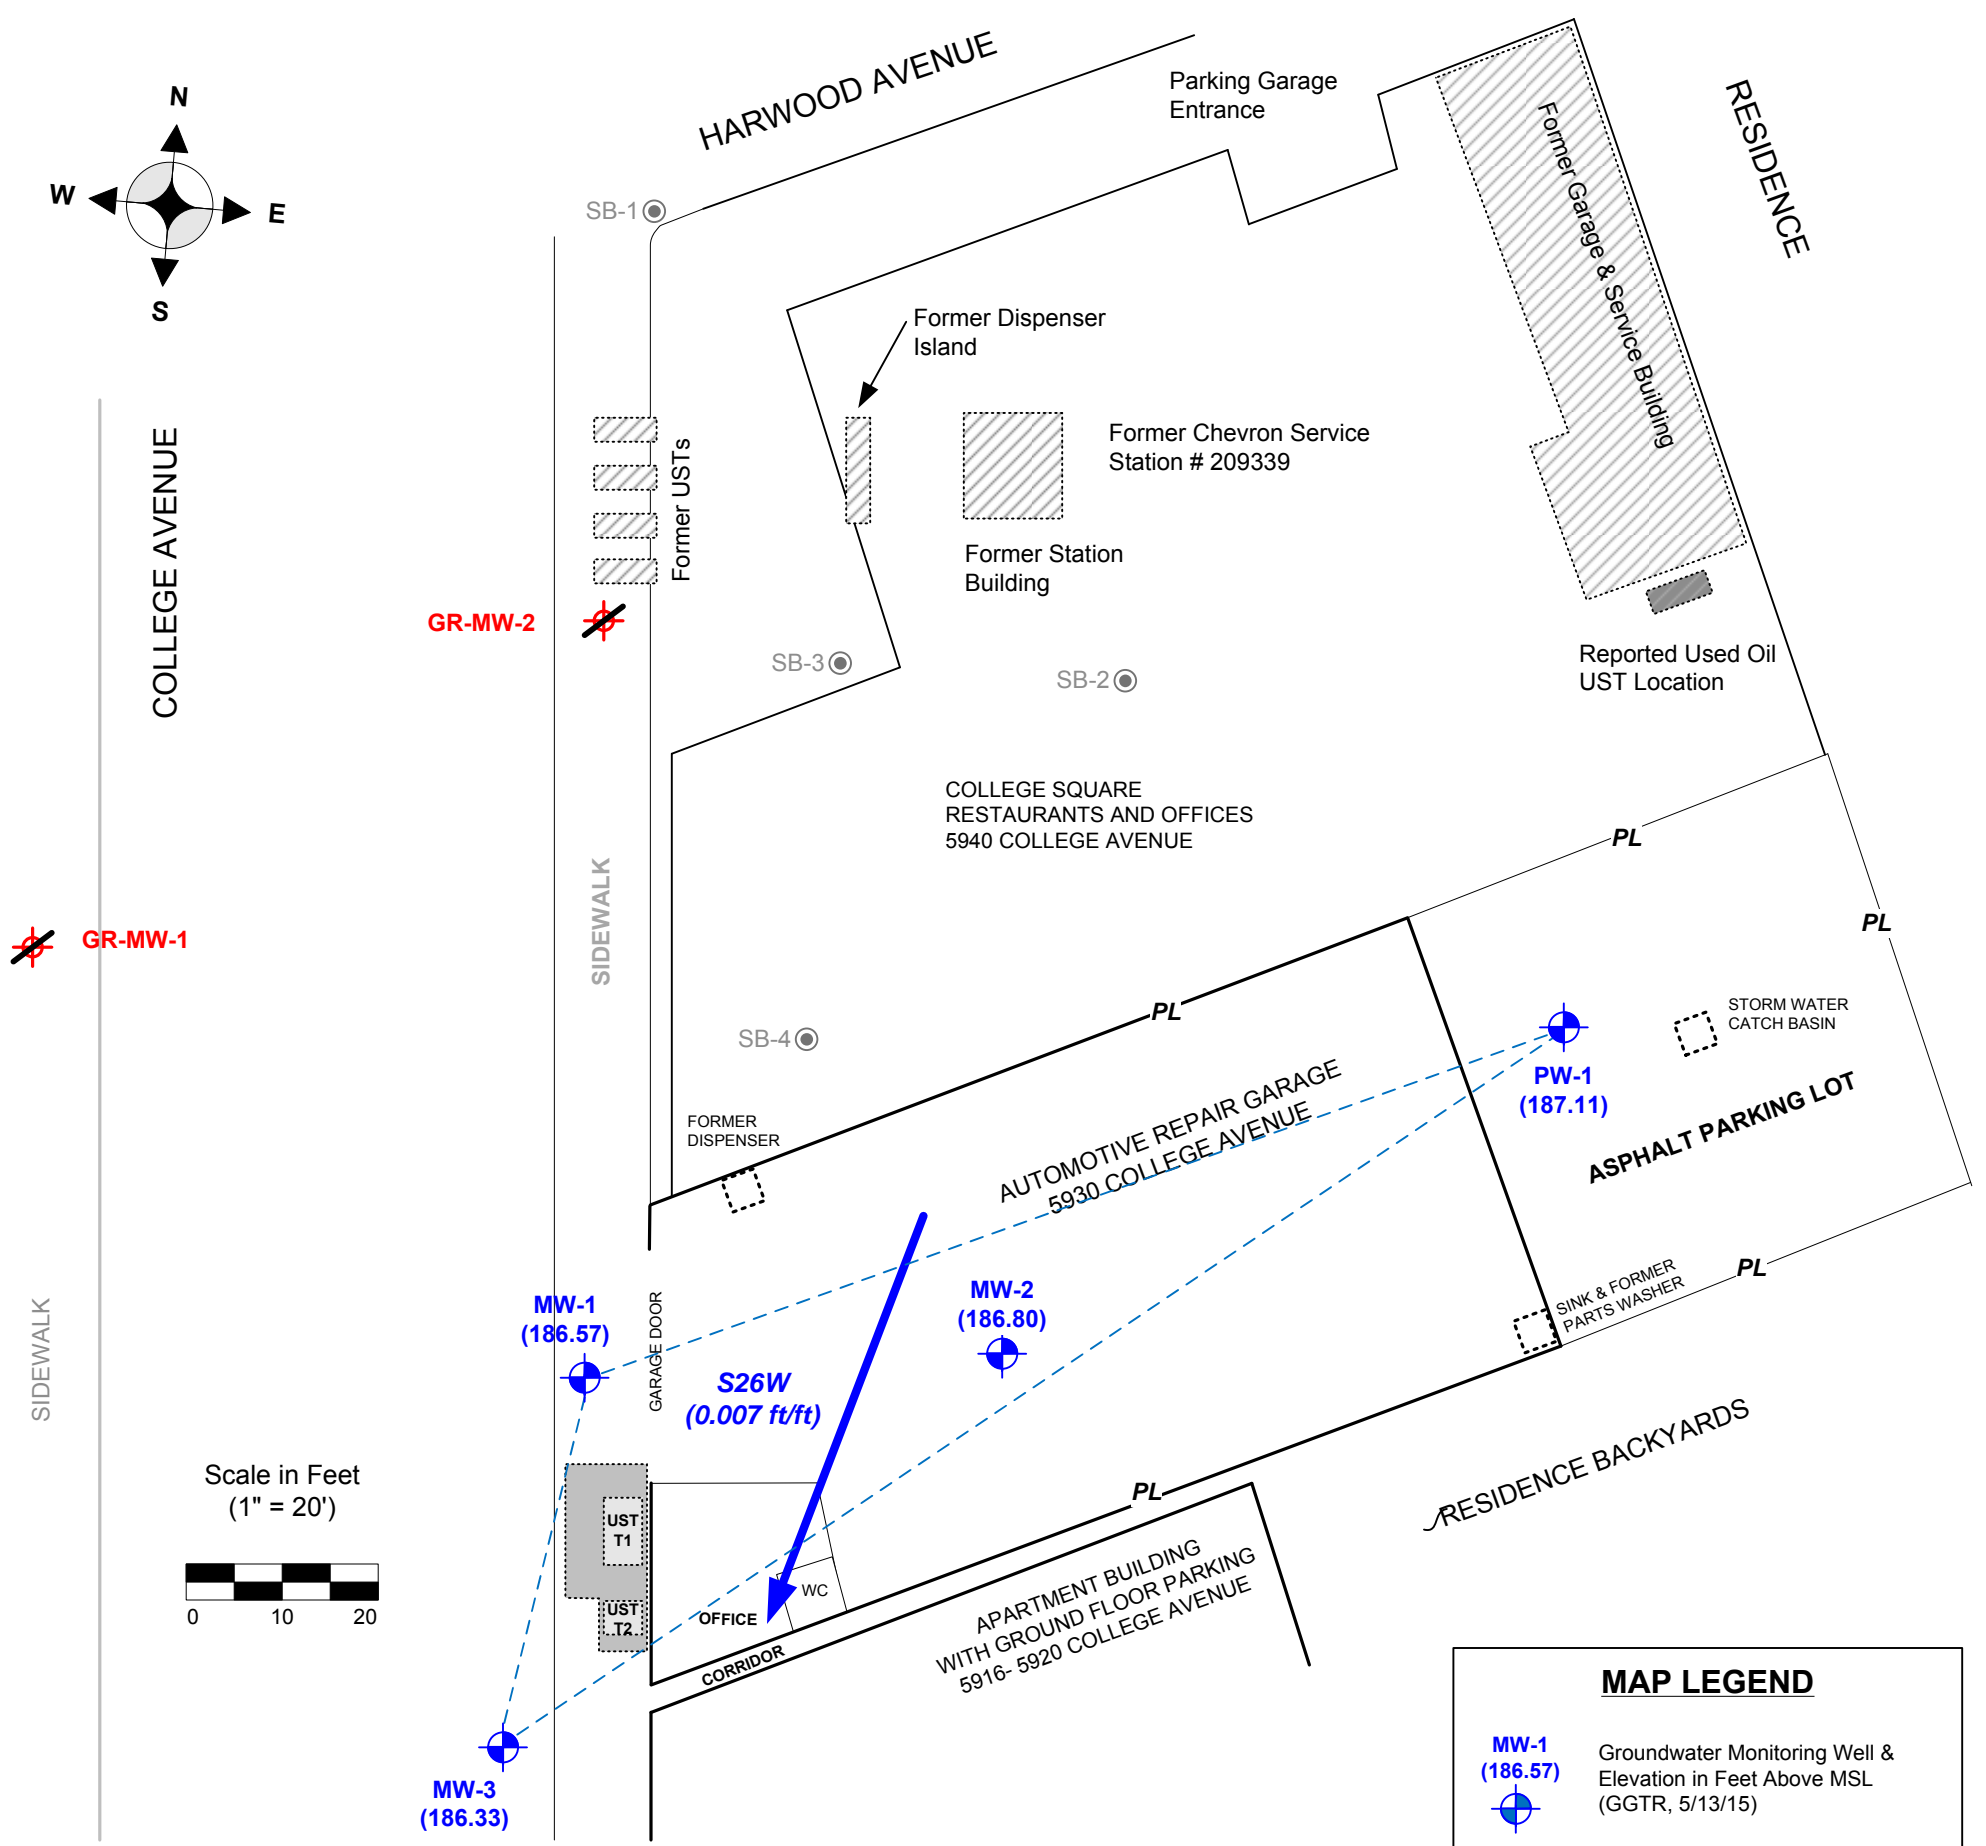 HARWOOD AVENUE
Parking Garage
Entrance
RESIDENCE
N
W
E
S
SB-1
Former Garage & Service Building
Former Dispenser
Island
COLLEGE AVENUE
Former USTs
Former Chevron Service
Station # 209339
Former Station
Building
GR-MW-2
SB-3
SB-2
Reported Used Oil
UST Location
COLLEGE SQUARE
RESTAURANTS AND OFFICES
5940 COLLEGE AVENUE
PL
PL
SIDEWALK
GR-MW-1
PL
STORM WATER
CATCH BASIN
SB-4
PW-1
(187.11)
ASPHALT PARKING LOT
FORMER
DISPENSER
AUTOMOTIVE REPAIR GARAGE
5930 COLLEGE AVENUE
PL
SINK & FORMER
PARTS WASHER
MW-1
(186.57)
GARAGE DOOR
MW-2
(186.80)
SIDEWALK
S26W
(0.007 ft/ft)
RESIDENCE BACKYARDS
Scale in Feet
(1" = 20')
0
10
20
PL
UST
T1
UST
T2
OFFICE
WC
CORRIDOR
APARTMENT BUILDING
WITH GROUND FLOOR PARKING
5916- 5920 COLLEGE AVENUE
MW-3
(186.33)
MAP LEGEND
MW-1
(186.57)
Groundwater Monitoring Well &
Elevation in Feet Above MSL
(GGTR, 5/13/15)